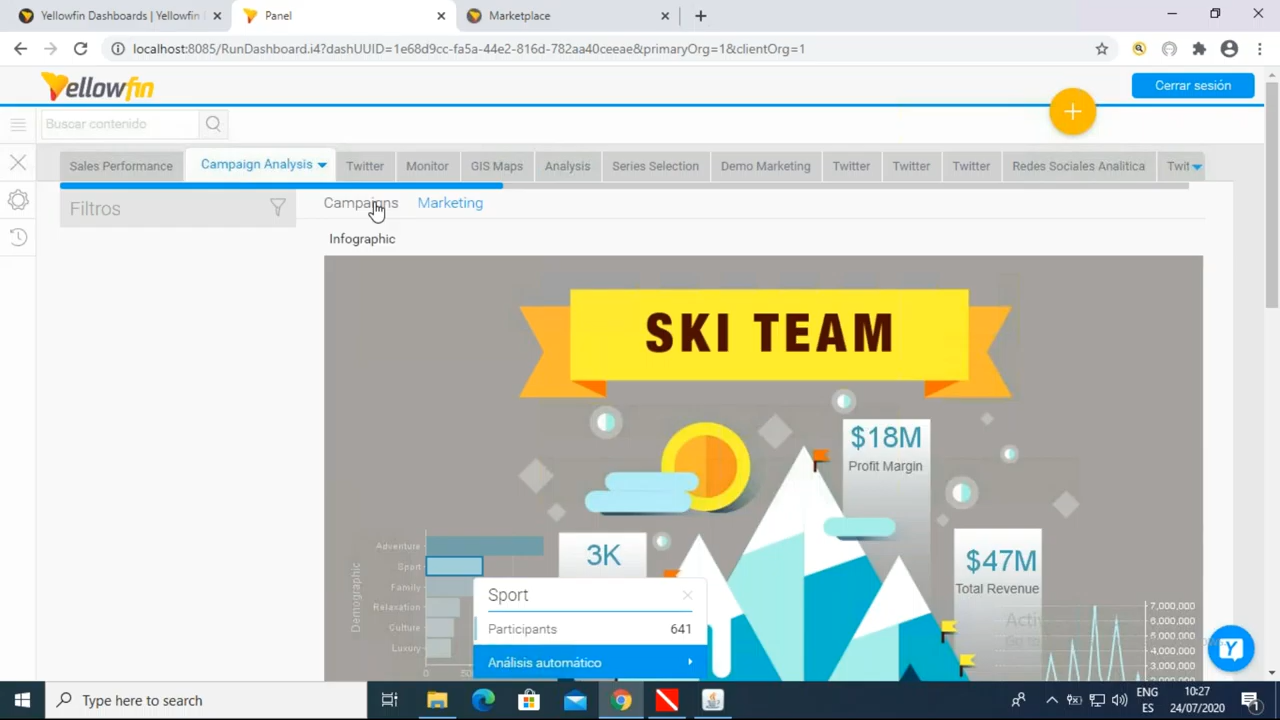 Yellowfin Dashboards | Yellowfin
Panel
Marketplace
localhost:8085/RunDashboard.i4?dashUUID=1e68d9cc-fa5a-44e2-816d-782aa40ceeae&primaryOrg=1&clientOrg=1
Yellowfin
Cerrar sesión
Buscar contenido
Sales Performance
Campaign Analysis
Twitter
Monitor
GIS Maps
Analysis
Series Selection
Demo Marketing
Twitter
Twitter
Twitter
Redes Sociales Analitica
Twit
Filtros
Campaigns
Marketing
Infographic
SKI TEAM
$18M
Profit Margin
3K
$47M
Total Revenue
Demographic
Adventure
Sport
Family
Relaxation
Culture
Luxury
0
Sport
Participants 641
Análisis automático
7,000,000
6,000,000
5,000,000
4,000,000
3,000,000
Type here to search
ENG
ES
10:27
24/07/2020